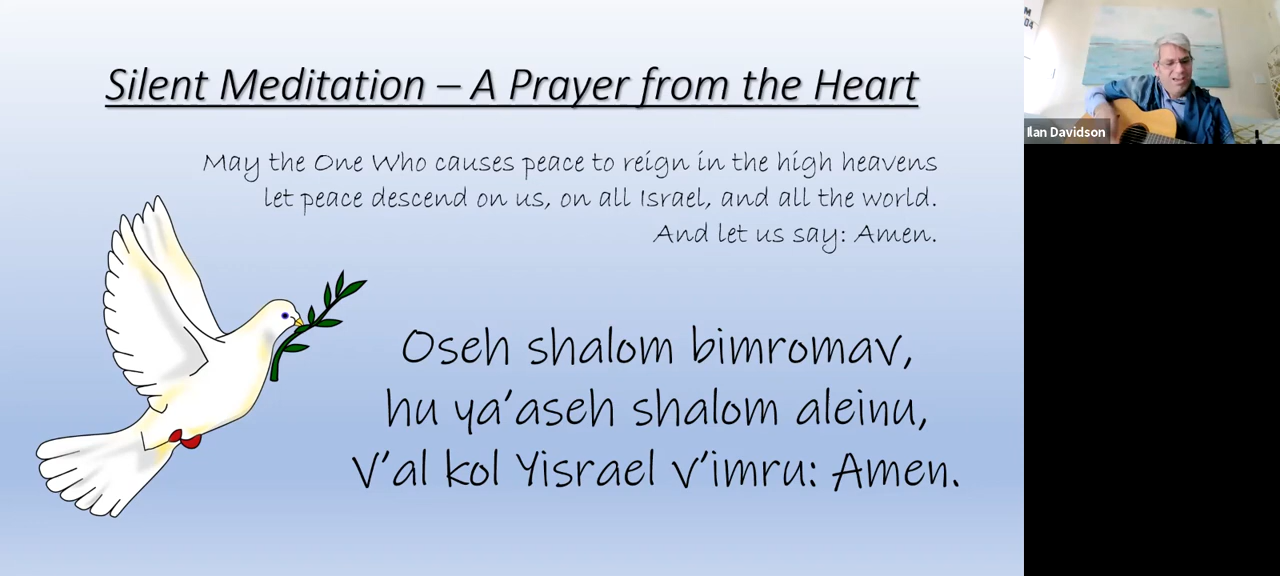 Silent Meditation – A Prayer from the Heart
May the One Who causes peace to reign in the high heavens
let peace descend on us, on all Israel, and all the world.
And let us say: Amen.
Oseh shalom bimromav,
hu ya'aseh shalom aleinu,
V'al kol Yisrael v'imru: Amen.
Ilan Davidson